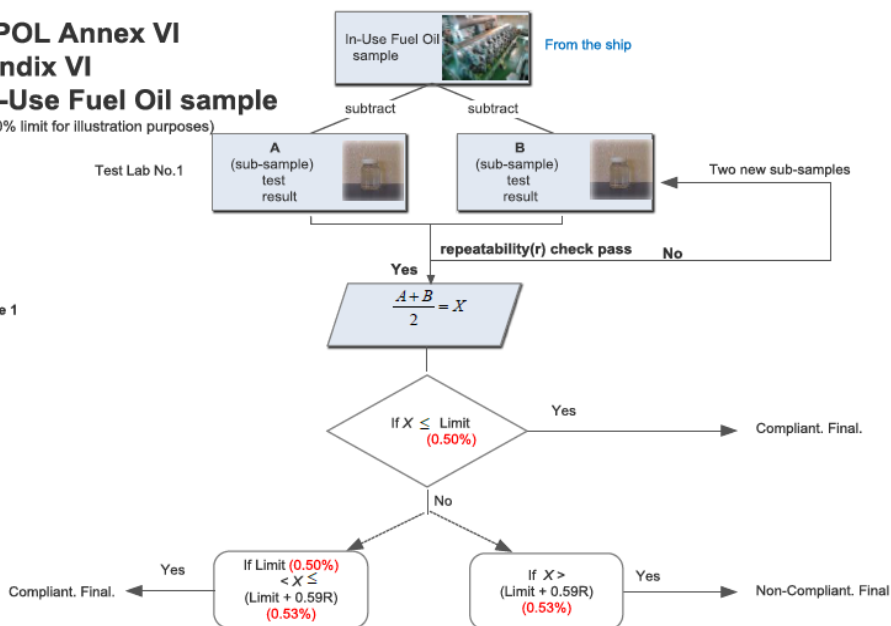 POL Annex VI
ndix VI
-Use Fuel Oil sample
0% limit for illustration purposes)
In-Use Fuel Oil
sample
From the ship
subtract
subtract
Test Lab No.1
A
(sub-sample)
test
result
B
(sub-sample)
test
result
Two new sub-samples
repeatability(r) check pass
No
Yes
A+B
2
=X
e 1
If X ≤ Limit
(0.50%)
Yes
Compliant. Final.
No
If Limit (0.50%)
< X ≤
(Limit + 0.59R)
(0.53%)
Yes
Compliant. Final.
If X >
(Limit + 0.59R)
(0.53%)
Yes
Non-Compliant. Final